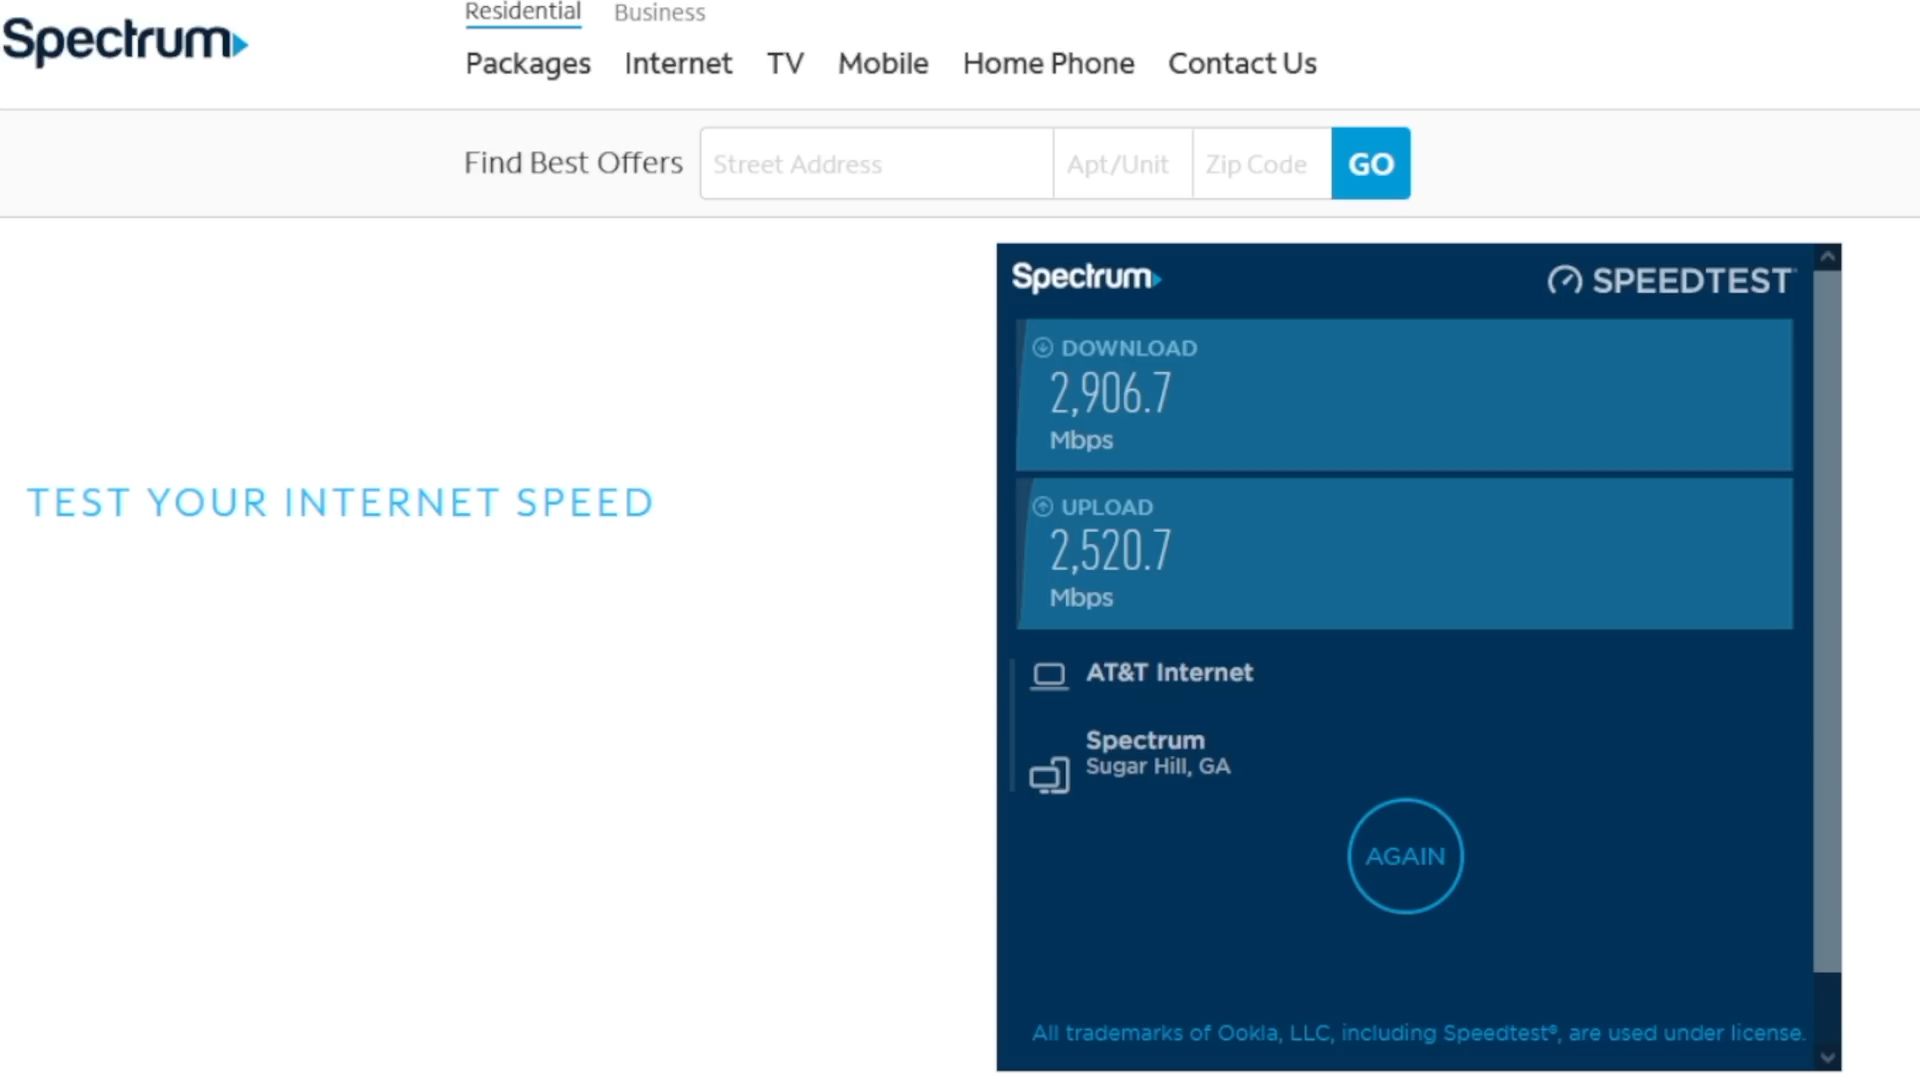 Spectrum
Residential Business
Packages Internet TV Mobile Home Phone Contact Us
Find Best Offers Street Address Apt/Unit Zip Code GO
Spectrum SPEEDTEST
DOWNLOAD
2,906.7
Mbps
TEST YOUR INTERNET SPEED
UPLOAD
2,520.7
Mbps
AT&T Internet
Spectrum
Sugar Hill, GA
AGAIN
All trademarks of Ookla, LLC, including Speedtest®, are used under license.